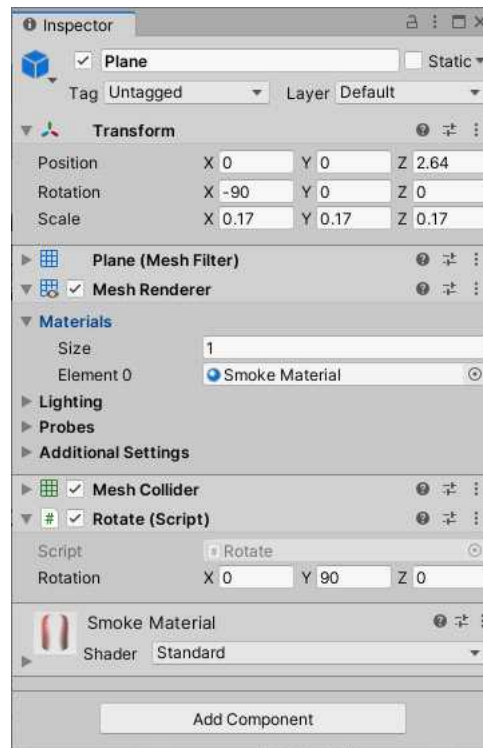 Inspector
Plane Static
Tag Untagged Layer Default
Transform
Position X 0 Y 0 Z 2.64
Rotation X -90 Y 0 Z 0
Scale X 0.17 Y 0.17 Z 0.17
Plane (Mesh Filter)
Mesh Renderer
Materials
Size 1
Element 0 Smoke Material
Lighting
Probes
Additional Settings
Mesh Collider
# Rotate (Script)
Script # Rotate
Rotation X 0 Y 90 Z 0
Smoke Material
Shader Standard
Add Component